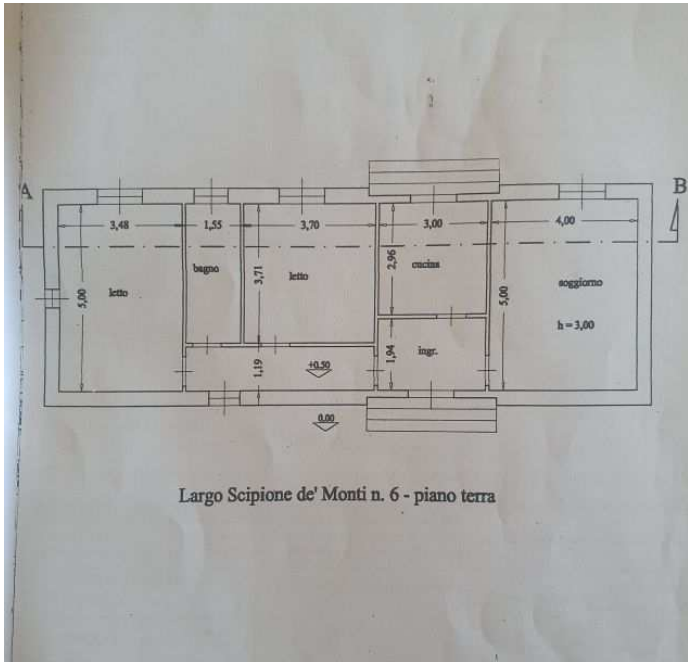 A
B
3,48
1,55
3,70
3,00
4,00
5,00
letto
bagno
3,71
letto
2,96
cucina
5,00
soggiorno
h = 3,00
1,19
+0.50
1,94
ingr.
0.00
Largo Scipione de' Monti n. 6 - piano terra